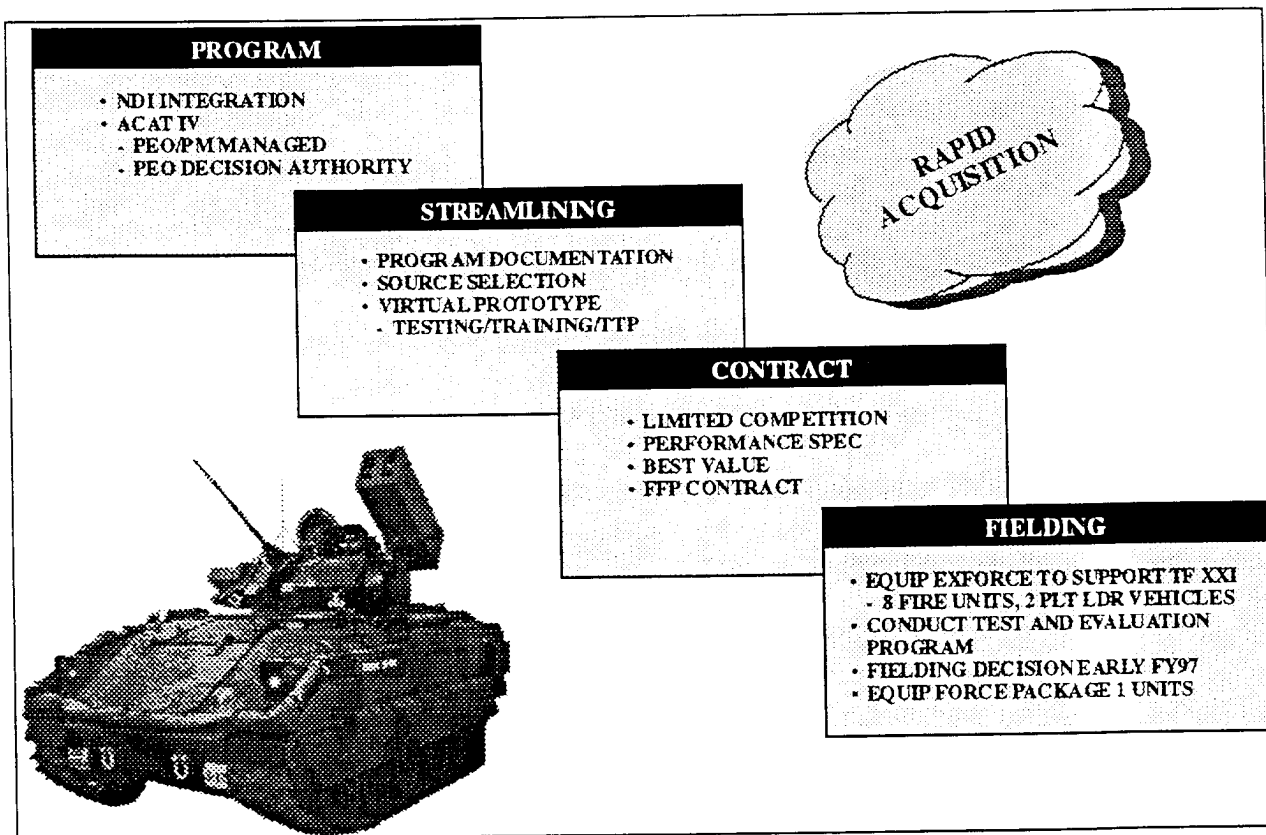 PROGRAM
• NDI INTEGRATION
• ACAT IV
- PEO/PM MANAGED
- PEO DECISION AUTHORITY
STREAMLINING
• PROGRAM DOCUMENTATION
• SOURCE SELECTION
• VIRTUAL PROTOTYPE
- TESTING/TRAINING/TTP
RAPID
ACQUISITION
CONTRACT
• LIMITED COMPETITION
• PERFORMANCE SPEC
• BEST VALUE
• FFP CONTRACT
FIELDING
• EQUIP EXFORCE TO SUPPORT TF XXI
- 8 FIRE UNITS, 2 PLT LDR VEHICLES
• CONDUCT TEST AND EVALUATION
PROGRAM
• FIELDING DECISION EARLY FY97
• EQUIP FORCE PACKAGE 1 UNITS